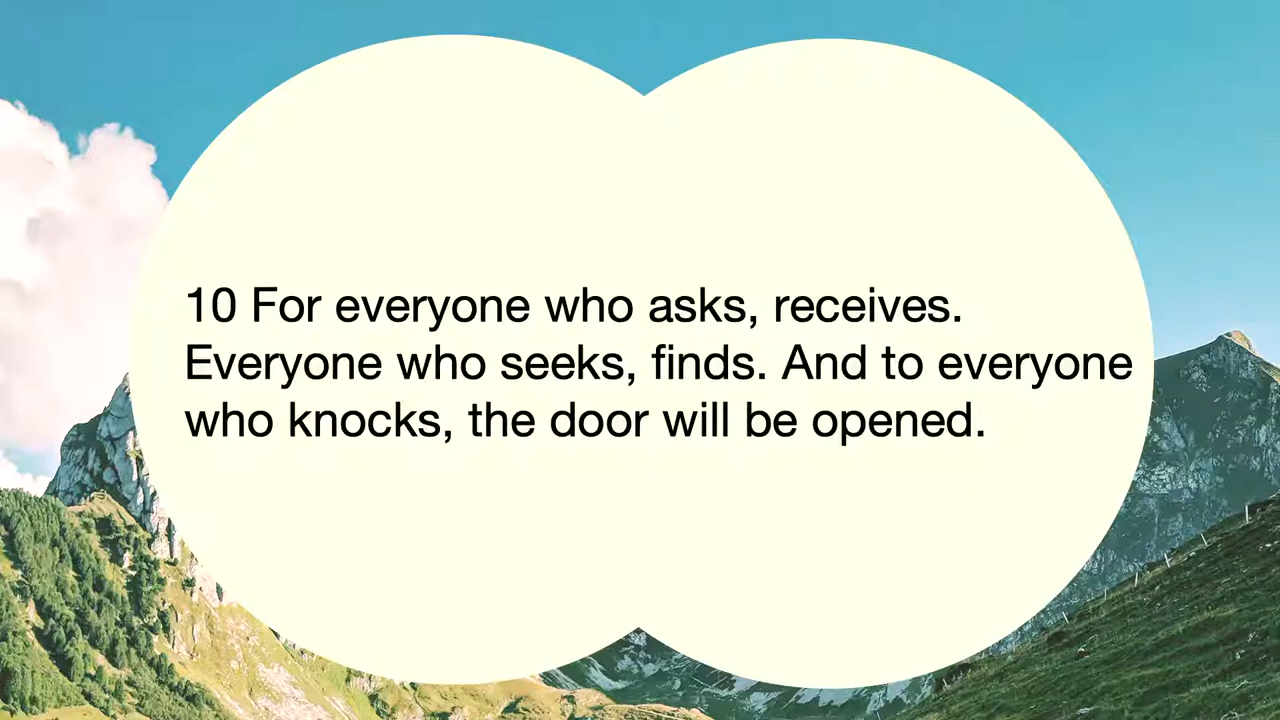 10 For everyone who asks, receives.
Everyone who seeks, finds. And to everyone
who knocks, the door will be opened.